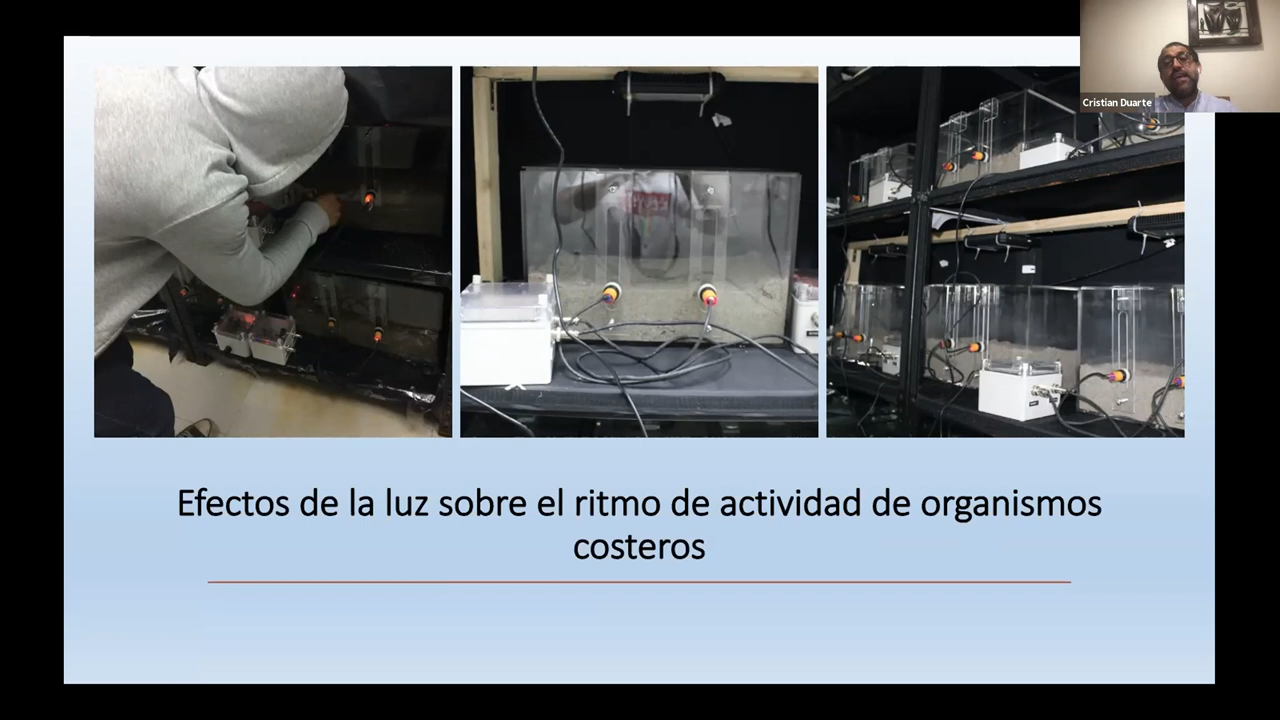 Cristian Duarte
Efectos de la luz sobre el ritmo de actividad de organismos
costeros